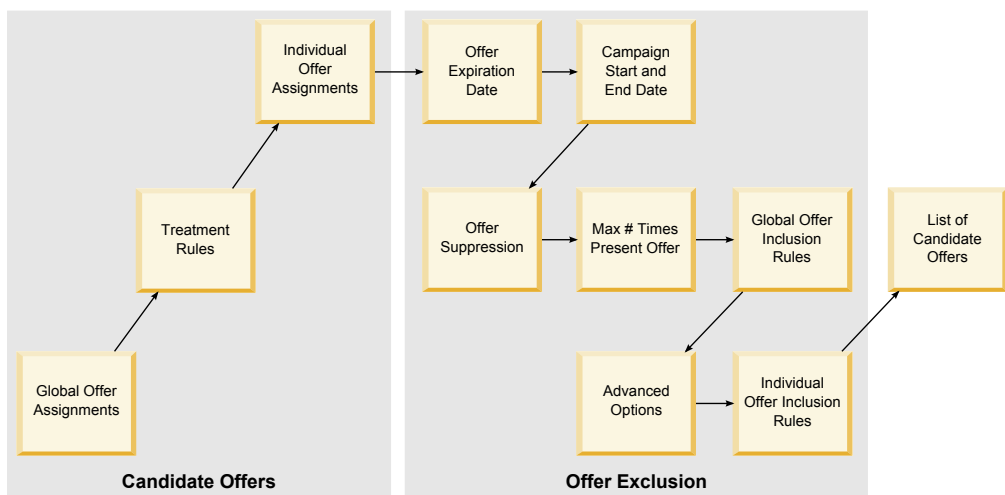 Individual
Offer
Assignments
Offer
Expiration
Date
Campaign
Start and
End Date
Treatment
Rules
Offer
Suppression
Max # Times
Present Offer
Global Offer
Inclusion
Rules
List of
Candidate
Offers
Global Offer
Assignments
Advanced
Options
Individual
Offer Inclusion
Rules
Candidate Offers
Offer Exclusion